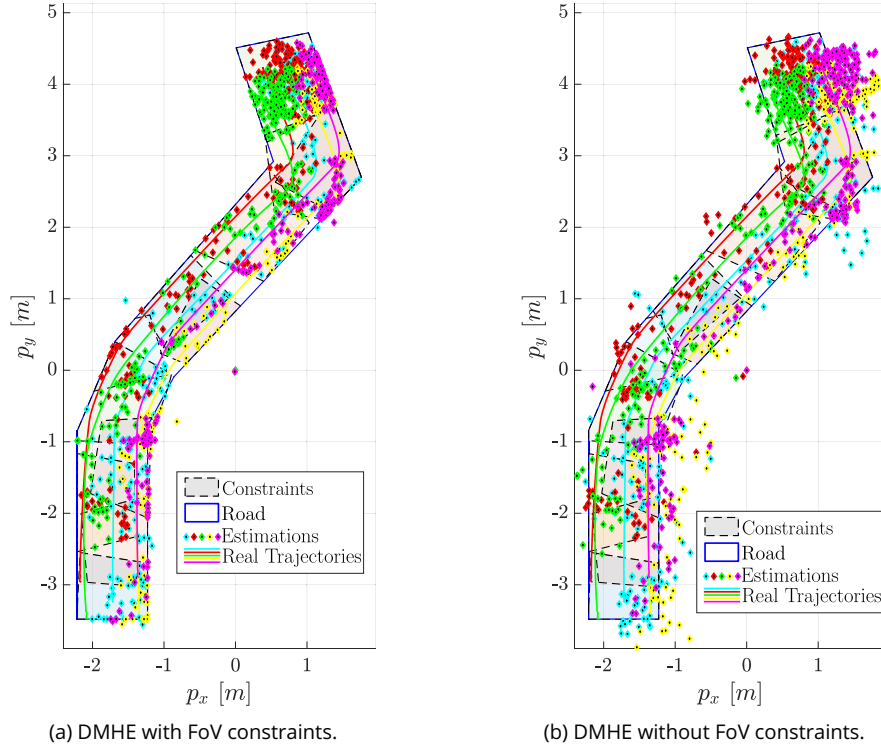 5
4
3
2
1
0
-1
-2
-3
p_y [m]
-2
-1
0
1
p_x [m]
Constraints
Road
Estimations
Real Trajectories
(a) DMHE with FoV constraints.
5
4
3
2
1
0
-1
-2
-3
p_y [m]
-2
-1
0
1
p_x [m]
Constraints
Road
Estimations
Real Trajectories
(b) DMHE without FoV constraints.